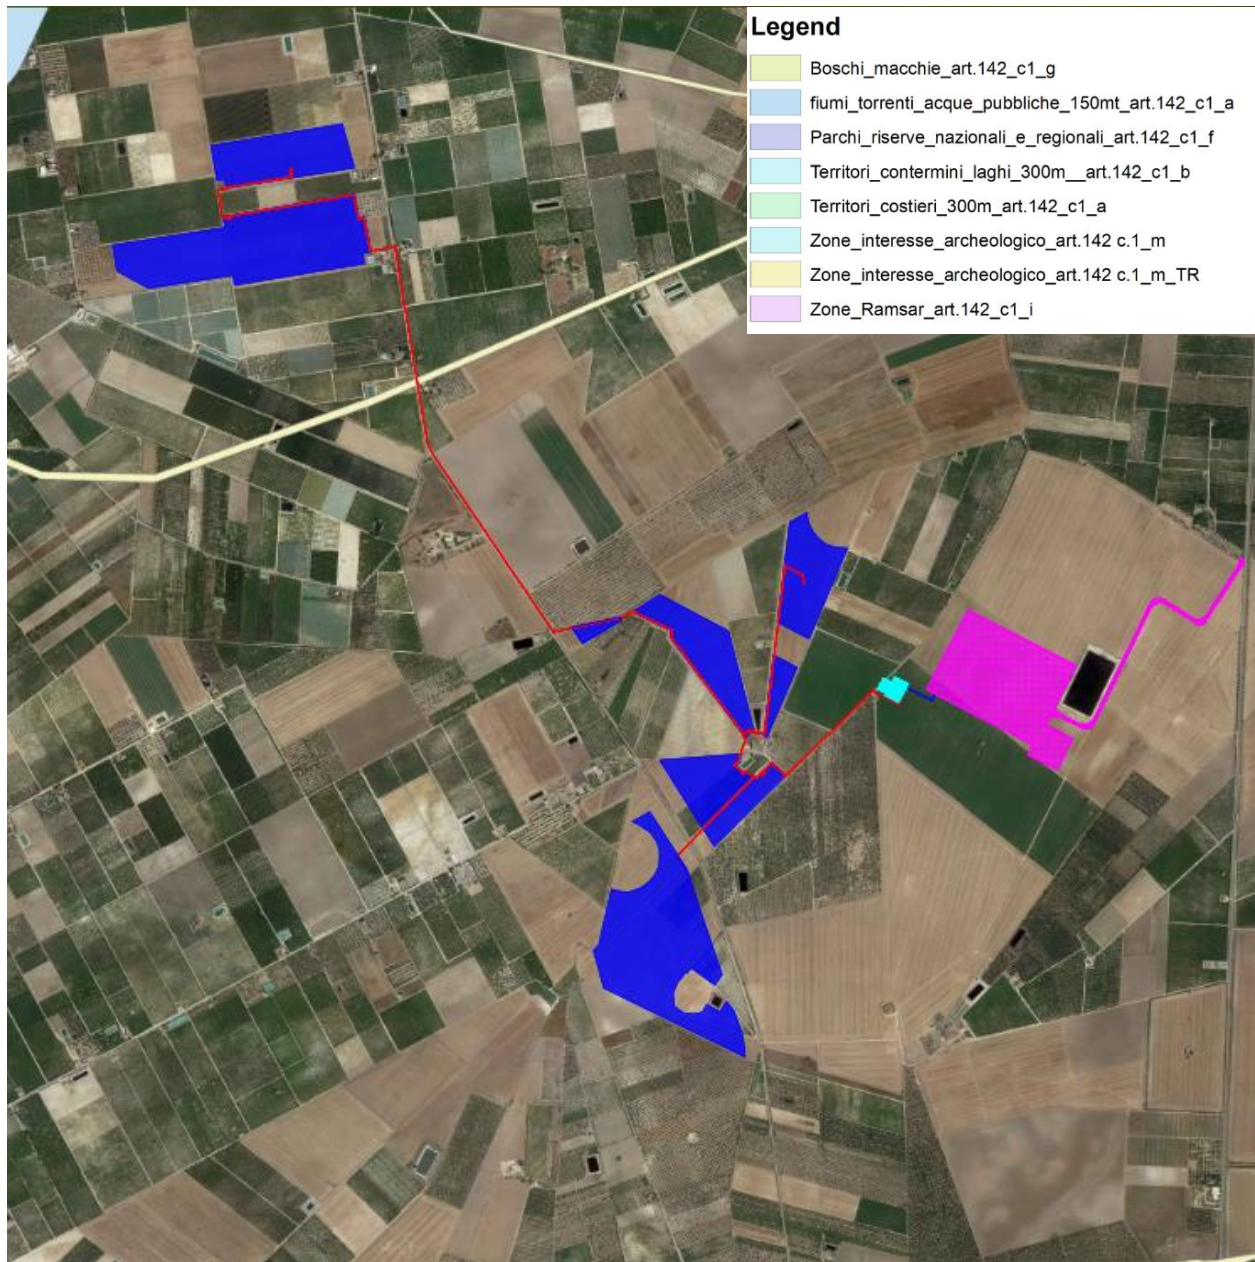 Legend
Boschi_macchie_art.142_c1_g
fiumi_torrenti_acque_pubbliche_150mt_art.142_c1_a
Parchi_riserve_nazionali_e_regionali_art.142_c1_f
Territori_contermini_laghi_300m__art.142_c1_b
Territori_costieri_300m_art.142_c1_a
Zone_interesse_archeologico_art.142 c.1_m
Zone_interesse_archeologico_art.142 c.1_m_TR
Zone_Ramsar_art.142_c1_i